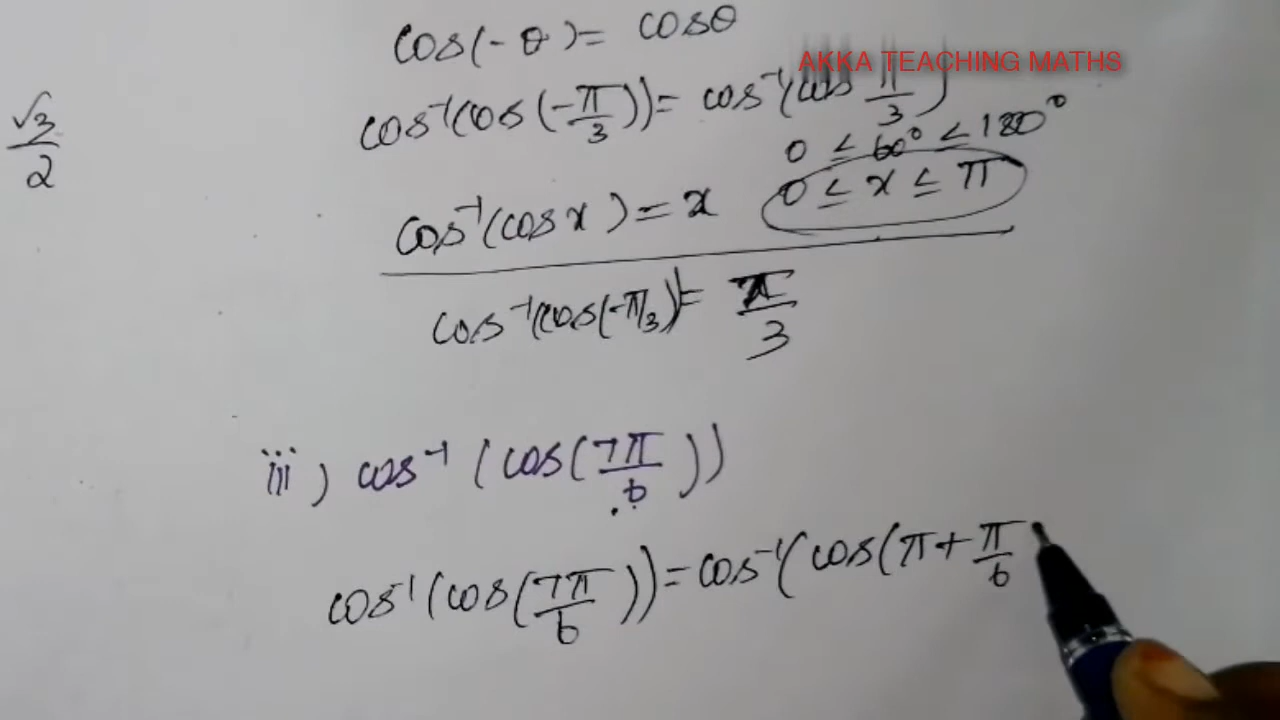 cos(-θ) = cosθ
AKKA TEACHING MATHS
√3/2
cos⁻¹(cos(-π/3)) = cos⁻¹(cos π/3)
0 ≤ 60° ≤ 180°
cos⁻¹(cos x) = x 0 ≤ x ≤ π
cos⁻¹(cos(-π/3)) = π/3
iii) cos⁻¹(cos(7π/6))
cos⁻¹(cos(7π/6)) = cos⁻¹(cos(π+π/6